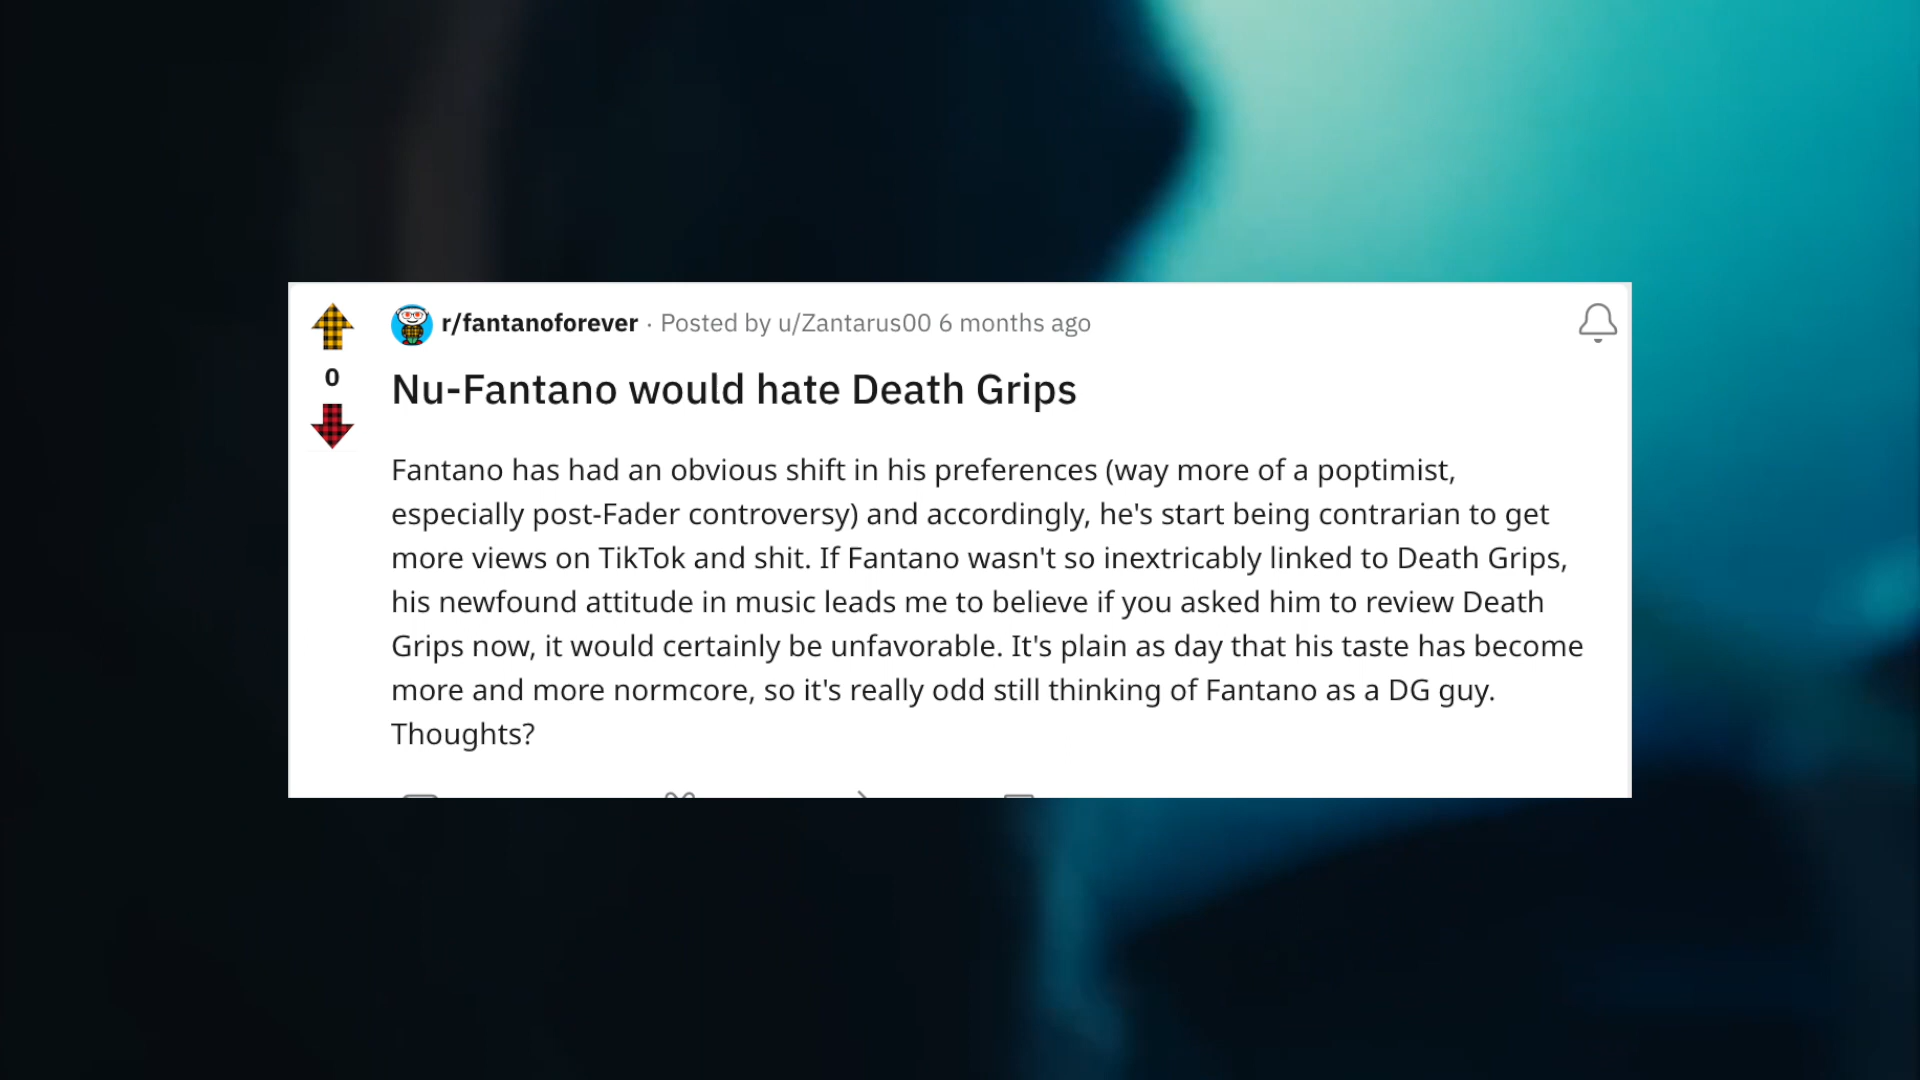 r/fantanoforever · Posted by u/Zantarus00 6 months ago
0
Nu-Fantano would hate Death Grips
Fantano has had an obvious shift in his preferences (way more of a poptimist,
especially post-Fader controversy) and accordingly, he's start being contrarian to get
more views on TikTok and shit. If Fantano wasn't so inextricably linked to Death Grips,
his newfound attitude in music leads me to believe if you asked him to review Death
Grips now, it would certainly be unfavorable. It's plain as day that his taste has become
more and more normcore, so it's really odd still thinking of Fantano as a DG guy.
Thoughts?